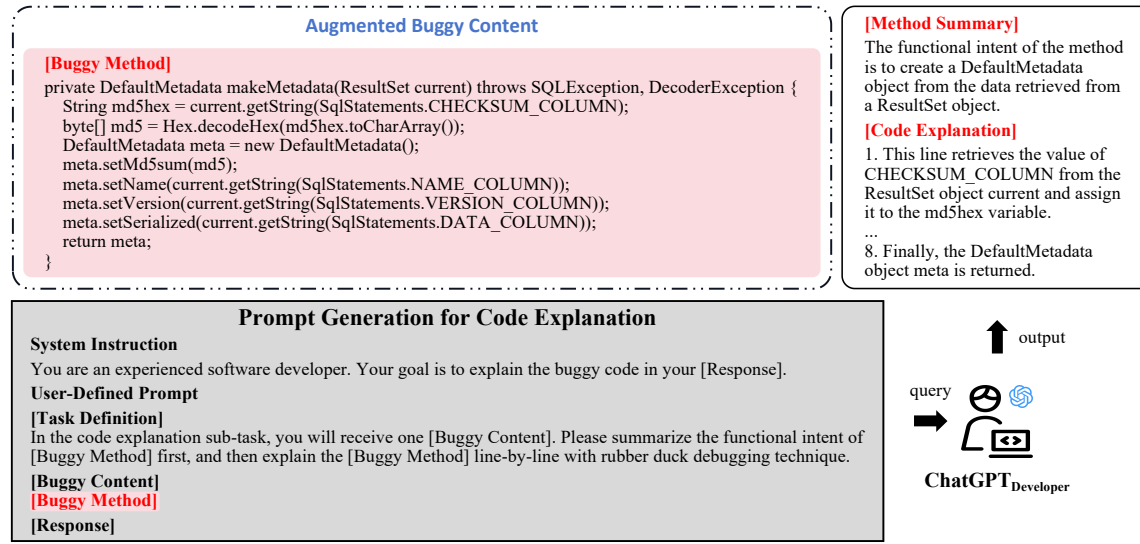 Augmented Buggy Content
[Buggy Method]
private DefaultMetadata makeMetadata(ResultSet current) throws SQLException, DecoderException {
String md5hex = current.getString(SqlStatements.CHECKSUM_COLUMN);
byte[] md5 = Hex.decodeHex(md5hex.toCharArray());
DefaultMetadata meta = new DefaultMetadata();
meta.setMd5sum(md5);
meta.setName(current.getString(SqlStatements.NAME_COLUMN));
meta.setVersion(current.getString(SqlStatements.VERSION_COLUMN));
meta.setSerialized(current.getString(SqlStatements.DATA_COLUMN));
return meta;
}
[Method Summary]
The functional intent of the method
is to create a DefaultMetadata
object from the data retrieved from
a ResultSet object.
[Code Explanation]
1. This line retrieves the value of
CHECKSUM_COLUMN from the
ResultSet object current and assign
it to the md5hex variable.
...
8. Finally, the DefaultMetadata
object meta is returned.
Prompt Generation for Code Explanation
System Instruction
You are an experienced software developer. Your goal is to explain the buggy code in your [Response].
User-Defined Prompt
[Task Definition]
In the code explanation sub-task, you will receive one [Buggy Content]. Please summarize the functional intent of
[Buggy Method] first, and then explain the [Buggy Method] line-by-line with rubber duck debugging technique.
[Buggy Content]
[Buggy Method]
[Response]
output
query
ChatGPT Developer